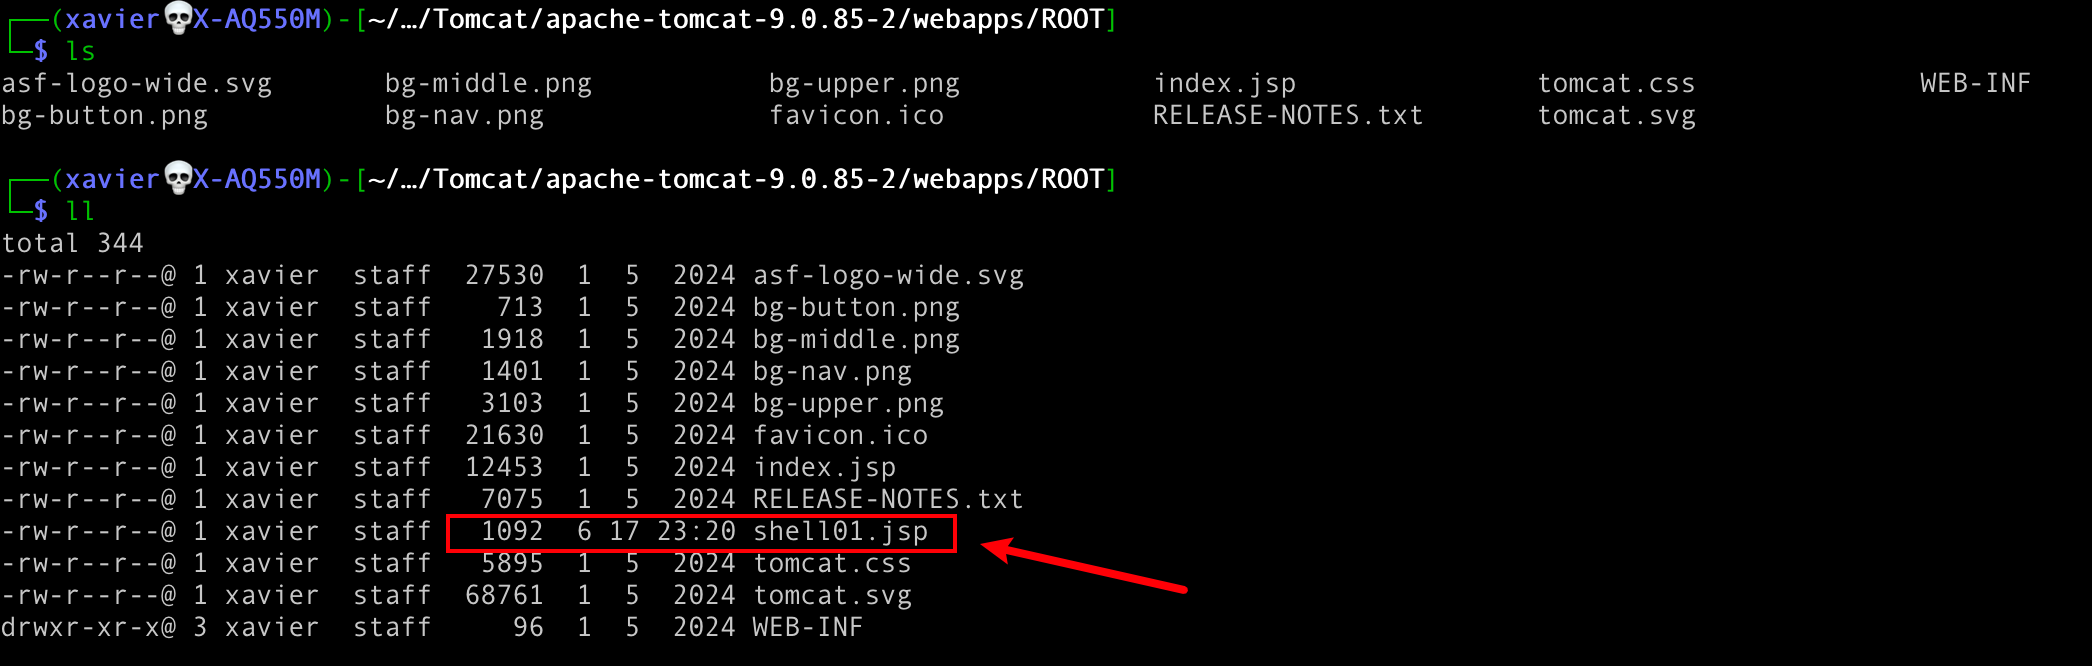 ┌──(xavier💀X-AQ550M)-[~/…/Tomcat/apache-tomcat-9.0.85-2/webapps/ROOT]
└─$ ls
asf-logo-wide.svg bg-middle.png bg-upper.png index.jsp tomcat.css WEB-INF
bg-button.png bg-nav.png favicon.ico RELEASE-NOTES.txt tomcat.svg
┌──(xavier💀X-AQ550M)-[~/…/Tomcat/apache-tomcat-9.0.85-2/webapps/ROOT]
└─$ ll
total 344
-rw-r--r--@ 1 xavier staff 27530 1 5 2024 asf-logo-wide.svg
-rw-r--r--@ 1 xavier staff 713 1 5 2024 bg-button.png
-rw-r--r--@ 1 xavier staff 1918 1 5 2024 bg-middle.png
-rw-r--r--@ 1 xavier staff 1401 1 5 2024 bg-nav.png
-rw-r--r--@ 1 xavier staff 3103 1 5 2024 bg-upper.png
-rw-r--r--@ 1 xavier staff 21630 1 5 2024 favicon.ico
-rw-r--r--@ 1 xavier staff 12453 1 5 2024 index.jsp
-rw-r--r--@ 1 xavier staff 7075 1 5 2024 RELEASE-NOTES.txt
-rw-r--r--@ 1 xavier staff 1092 6 17 23:20 shell01.jsp
-rw-r--r--@ 1 xavier staff 5895 1 5 2024 tomcat.css
-rw-r--r--@ 1 xavier staff 68761 1 5 2024 tomcat.svg
drwxr-xr-x@ 3 xavier staff 96 1 5 2024 WEB-INF